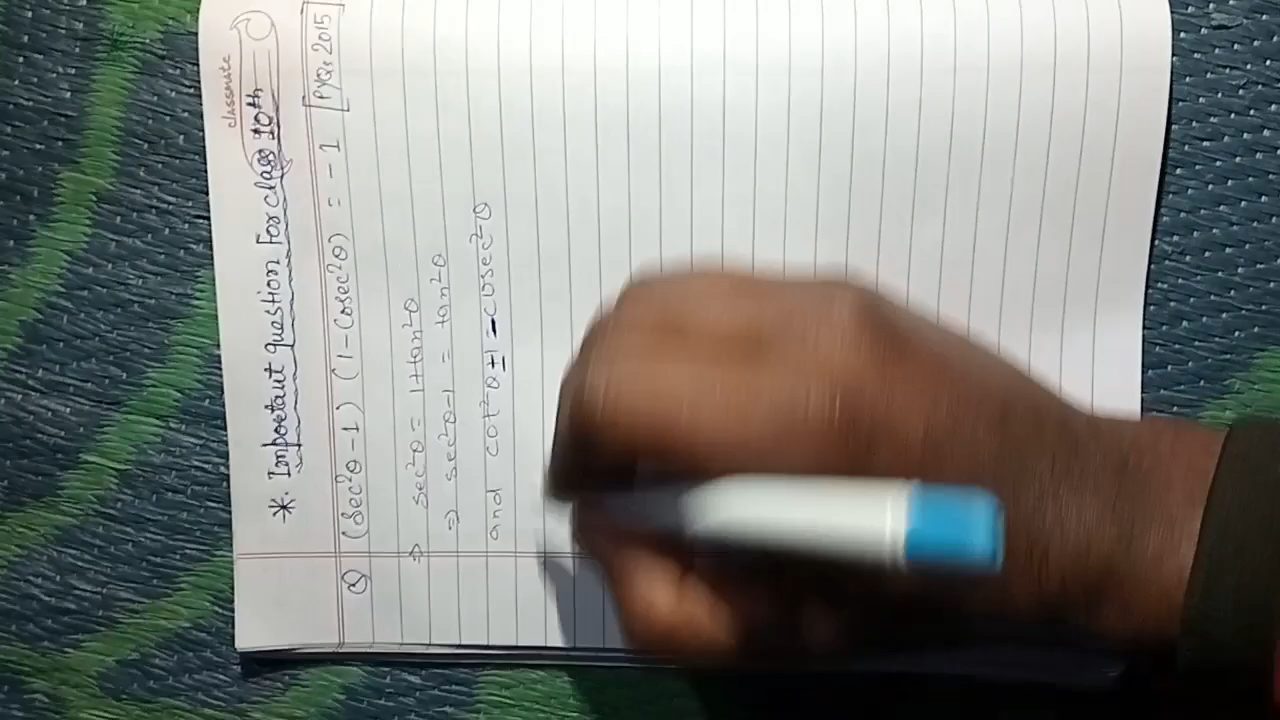 classmate
*. Important question For class 10th
Q (Sec²θ-1) (1-Cosec²θ) = -1 [PYQs 2015]
⇒ sec²θ = 1+tan²θ
⇒ sec²θ-1 = tan²θ
and cot²θ+1 = cosec²θ